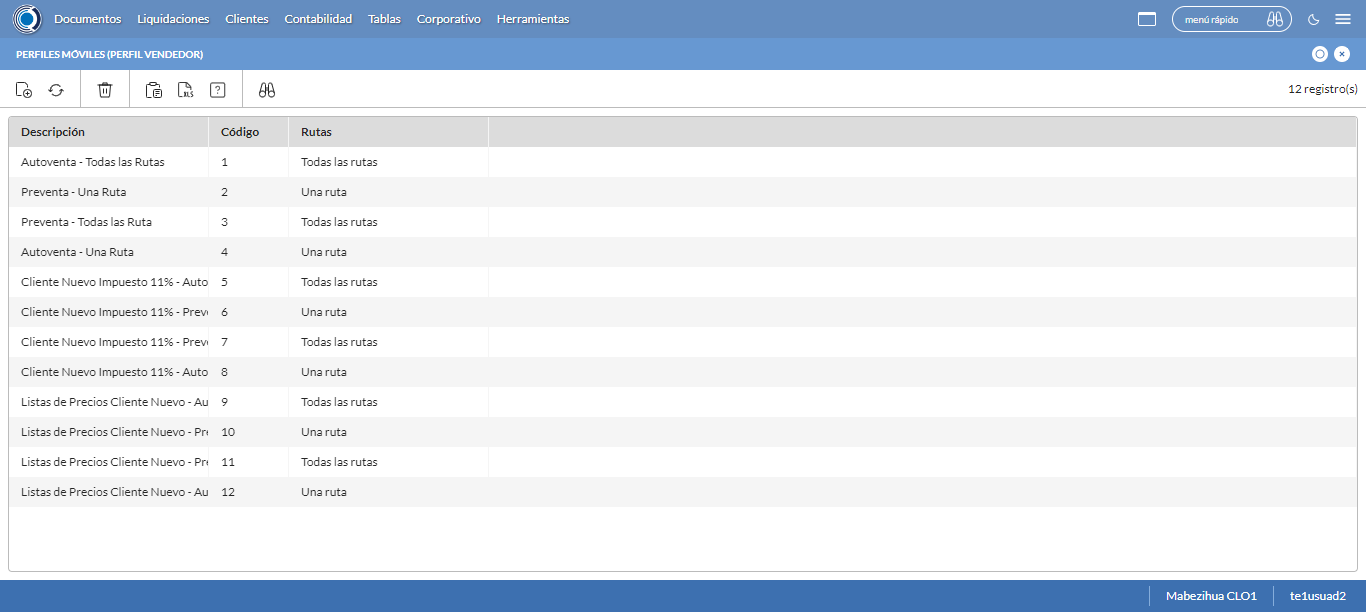 Documentos Liquidaciones Clientes Contabilidad Tablas Corporativo Herramientas menú rápido
PERFILES MÓVILES (PERFIL VENDEDOR)
XLS ? 12 registro(s)
Descripción Código Rutas
Autoventa - Todas las Rutas 1 Todas las rutas
Preventa - Una Ruta 2 Una ruta
Preventa - Todas las Ruta 3 Todas las rutas
Autoventa - Una Ruta 4 Una ruta
Cliente Nuevo Impuesto 11% - Auto 5 Todas las rutas
Cliente Nuevo Impuesto 11% - Prev 6 Una ruta
Cliente Nuevo Impuesto 11% - Prev 7 Todas las rutas
Cliente Nuevo Impuesto 11% - Auto 8 Una ruta
Listas de Precios Cliente Nuevo - Au 9 Todas las rutas
Listas de Precios Cliente Nuevo - Pr 10 Una ruta
Listas de Precios Cliente Nuevo - Pr 11 Todas las rutas
Listas de Precios Cliente Nuevo - Au 12 Una ruta
Mabezihua CLO1 te1usuad2